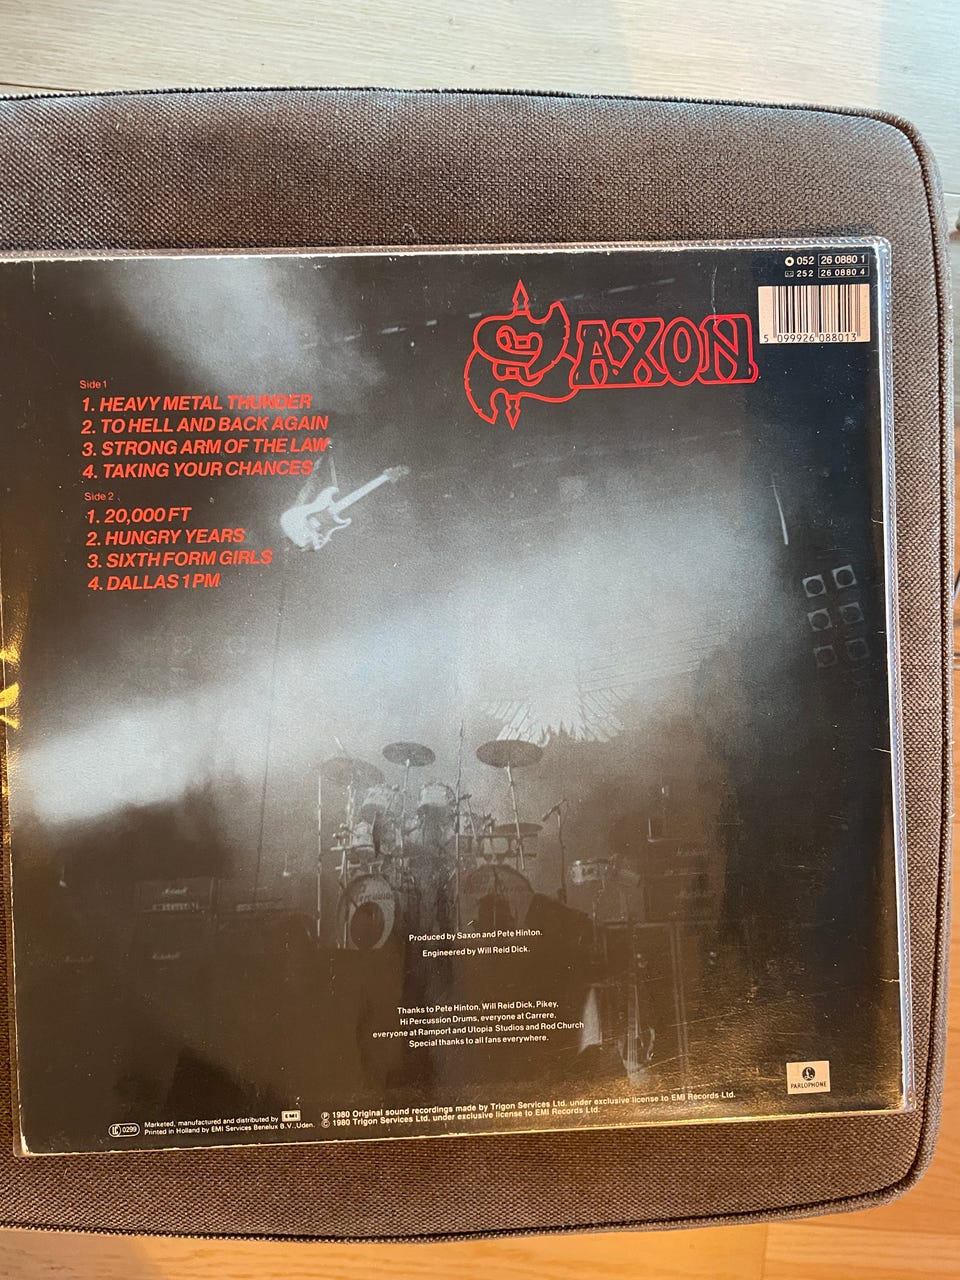 052 26 0880 1
252 26 0880 4
5 099926 088013
SAXON
Side 1
1. HEAVY METAL THUNDER
2. TO HELL AND BACK AGAIN
3. STRONG ARM OF THE LAW
4. TAKING YOUR CHANCES
Side 2
1. 20,000 FT
2. HUNGRY YEARS
3. SIXTH FORM GIRLS
4. DALLAS 1 PM
Marshall
Produced by Saxon and Pete Hinton.
Engineered by Will Reid Dick.
Thanks to Pete Hinton, Will Reid Dick, Pikey,
Hi Percussion Drums, everyone at Carrere,
everyone at Ramport and Utopia Studios and Rod Church
Special thanks to all fans everywhere.
PARLOPHONE
LC 0299
Marketed, manufactured and distributed by EMI
Printed in Holland by EMI Services Benelux B.V., Uden.
℗ 1980 Original sound recordings made by Trigon Services Ltd. under exclusive license to EMI Records Ltd.
© 1980 Trigon Services Ltd. under exclusive license to EMI Records Ltd.